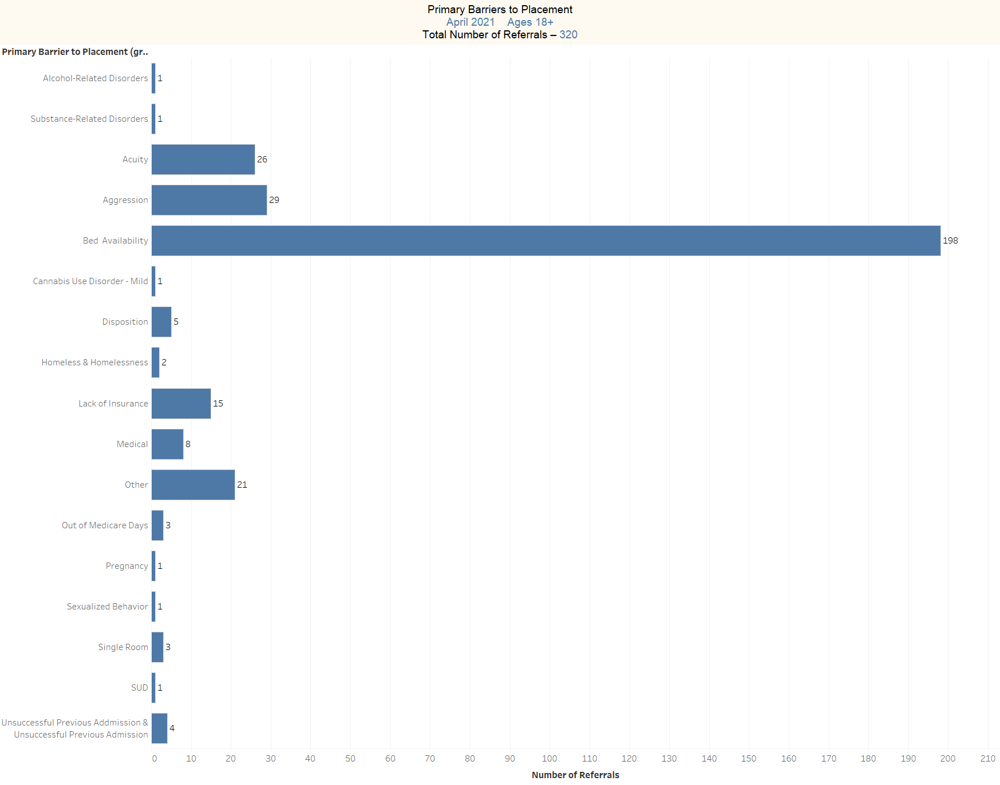 Primary Barriers to Placement
April 2021 Ages 18+
Total Number of Referrals – 320
Primary Barrier to Placement (gr..
Alcohol-Related Disorders 1
Substance-Related Disorders 1
Acuity 26
Aggression 29
Bed Availability 198
Cannabis Use Disorder - Mild 1
Disposition 5
Homeless & Homelessness 2
Lack of Insurance 15
Medical 8
Other 21
Out of Medicare Days 3
Pregnancy 1
Sexualized Behavior 1
Single Room 3
SUD 1
Unsuccessful Previous Addmission &
Unsuccessful Previous Admission 4
0 10 20 30 40 50 60 70 80 90 100 110 120 130 140 150 160 170 180 190 200 210
Number of Referrals